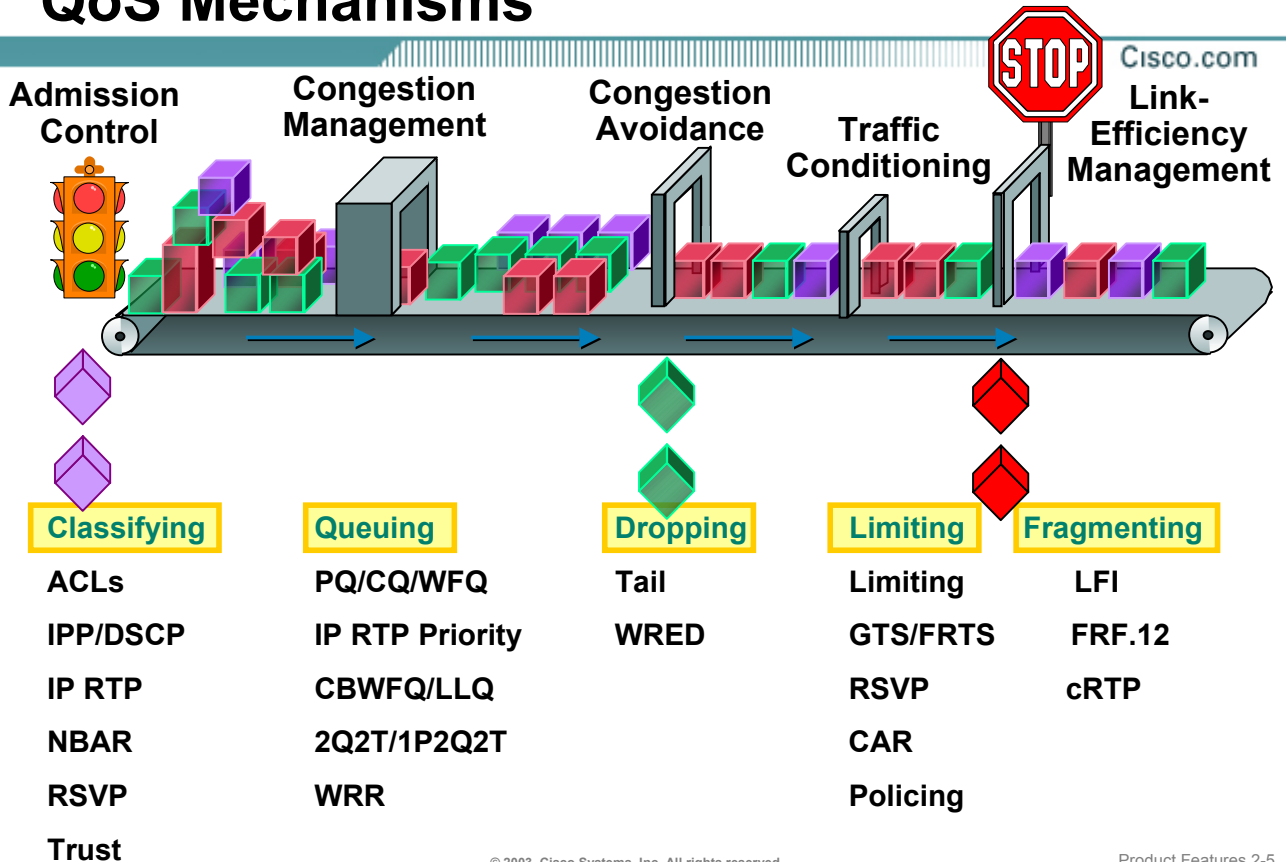 QoS Mechanisms
Cisco.com
STOP
Admission
Control
Congestion
Management
Congestion
Avoidance
Traffic
Conditioning
Link-
Efficiency
Management
Classifying
ACLs
IPP/DSCP
IP RTP
NBAR
RSVP
Trust
Queuing
PQ/CQ/WFQ
IP RTP Priority
CBWFQ/LLQ
2Q2T/1P2Q2T
WRR
Dropping
Tail
WRED
Limiting
Limiting
GTS/FRTS
RSVP
CAR
Policing
Fragmenting
LFI
FRF.12
cRTP
© 2003, Cisco Systems, Inc. All rights reserved.
Product Features 2-5